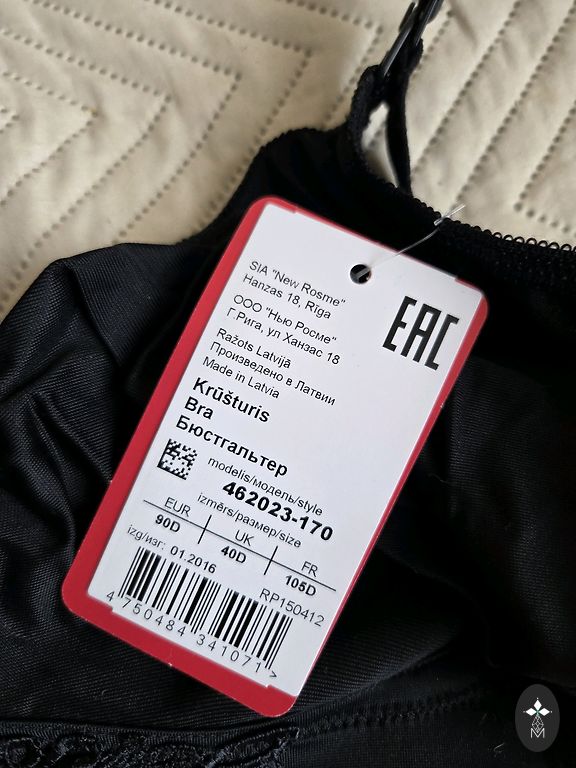 SIA "New Rosme"
Hanzas 18, Rīga
ООО "Нью Росме"
Г.Рига, ул Ханзас 18
Ražots Latvijā
Произведено в Латвии
Made in Latvia
EAC
Krūšturis
Bra
Бюстгальтер
modelis/модель/style
462023-170
izmērs/размер/size
EUR UK FR
90D 40D 105D
izg/изг: 01.2016
RP150412
4 750484 341071 >
M